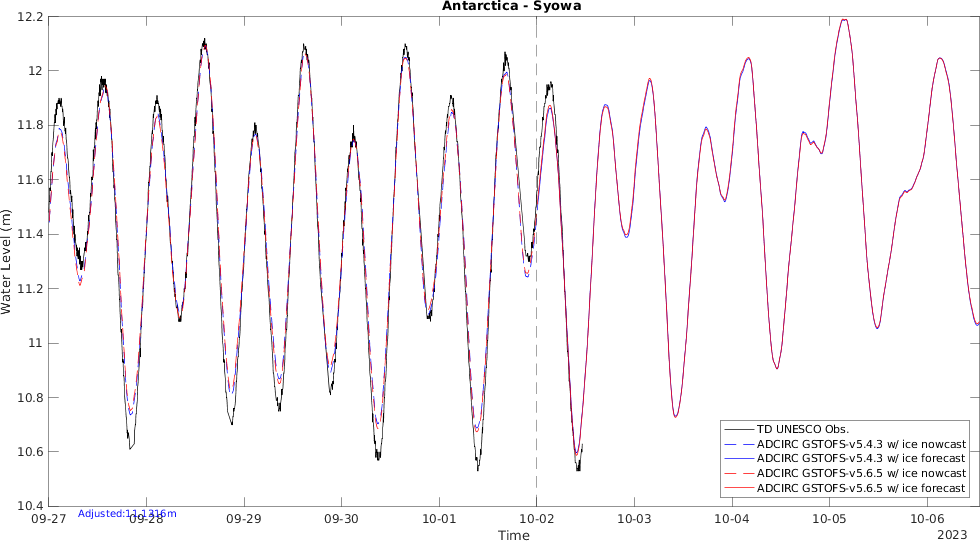 Antarctica - Syowa
12.2
12
11.8
11.6
11.4
11.2
11
10.8
10.6
10.4
Water Level (m)
TD UNESCO Obs.
ADCIRC GSTOFS-v5.4.3 w/ ice nowcast
ADCIRC GSTOFS-v5.4.3 w/ ice forecast
ADCIRC GSTOFS-v5.6.5 w/ ice nowcast
ADCIRC GSTOFS-v5.6.5 w/ ice forecast
Adjusted:11.1316m
09-27 09-28 09-29 09-30 10-01 10-02 10-03 10-04 10-05 10-06
Time
2023